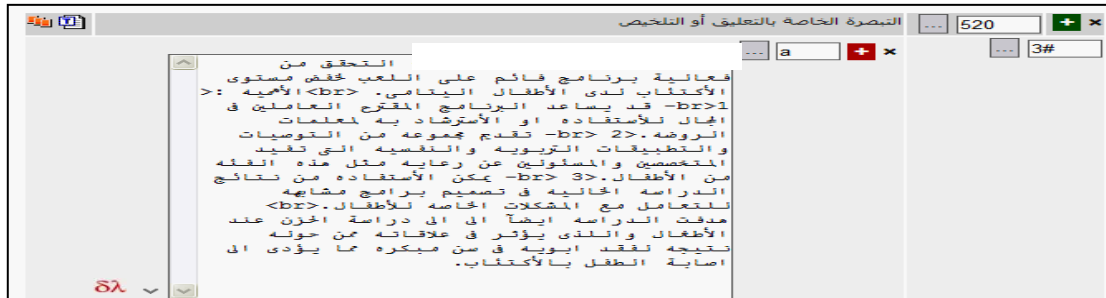 التبصرة الخاصة بالتعليق أو التلخيص ... 520 + ×
... 3#
... a + ×
التحقق من
فعالية برنامج قائم على اللعب لخفض مستوى
الأكتئاب لدى الأطفال اليتامى. <br>الأهميه :<
br>1- قد يساعد البرنامج المقترح العاملين فى
المجال للأستفاده او الأسترشاد به لمعلمات
الروضه.<br> 2- تقدم مجموعه من التوصيات
والتطبيقات التربويه والنفسيه التى تفيد
المتخصصين والمسئولين عن رعايه مثل هذه الفئه
من الأطفال.<br> 3- يمكن الأستفاده من نتائج
الدراسه الحاليه فى تصميم برامج مشابهه
للتعامل مع المشكلات الخاصه للأطفال.<br>
هدفت الدراسه ايضآ الى الى دراسة الحزن عند
الأطفال واللذى يؤثر فى علاقاته ممن حوله
نتيجه لفقد ابويه فى سن مبكره مما يؤدى الى
اصابة الطفل بالأكتئاب.
δλ